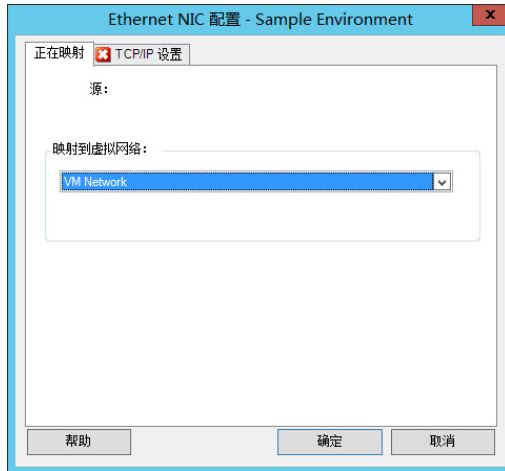 Ethernet NIC 配置 - Sample Environment
x
正在映射
TCP/IP 设置
源：
映射到虚拟网络：
VM Network
帮助
确定
取消